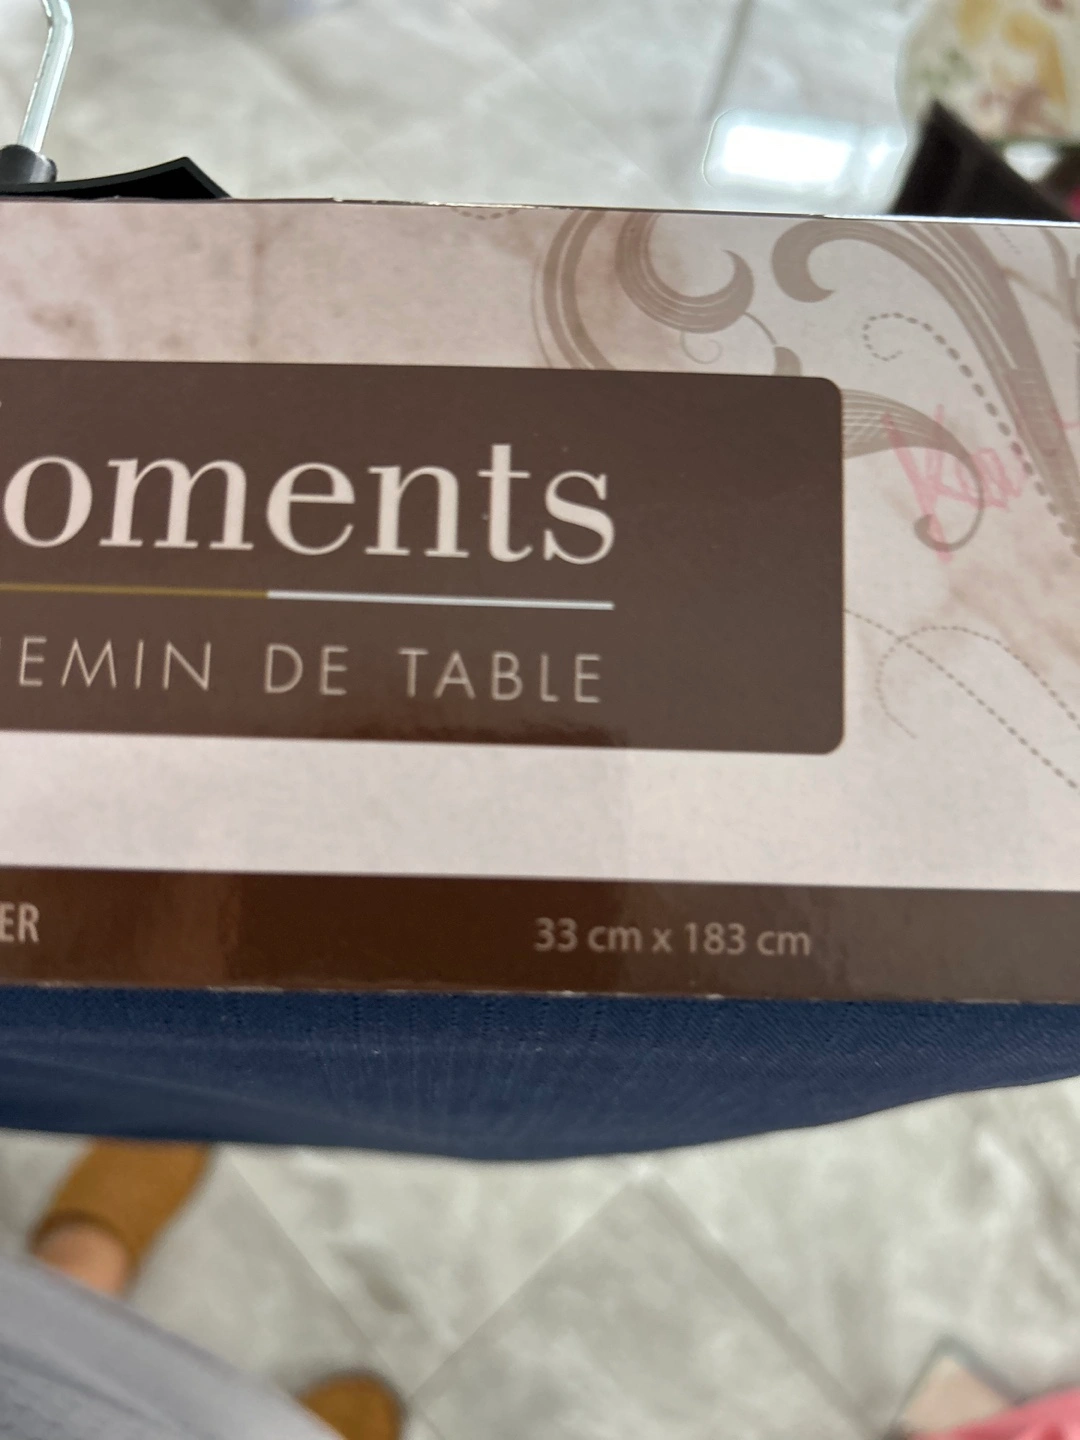 oments
EMIN DE TABLE
ER
33 cm x 183 cm